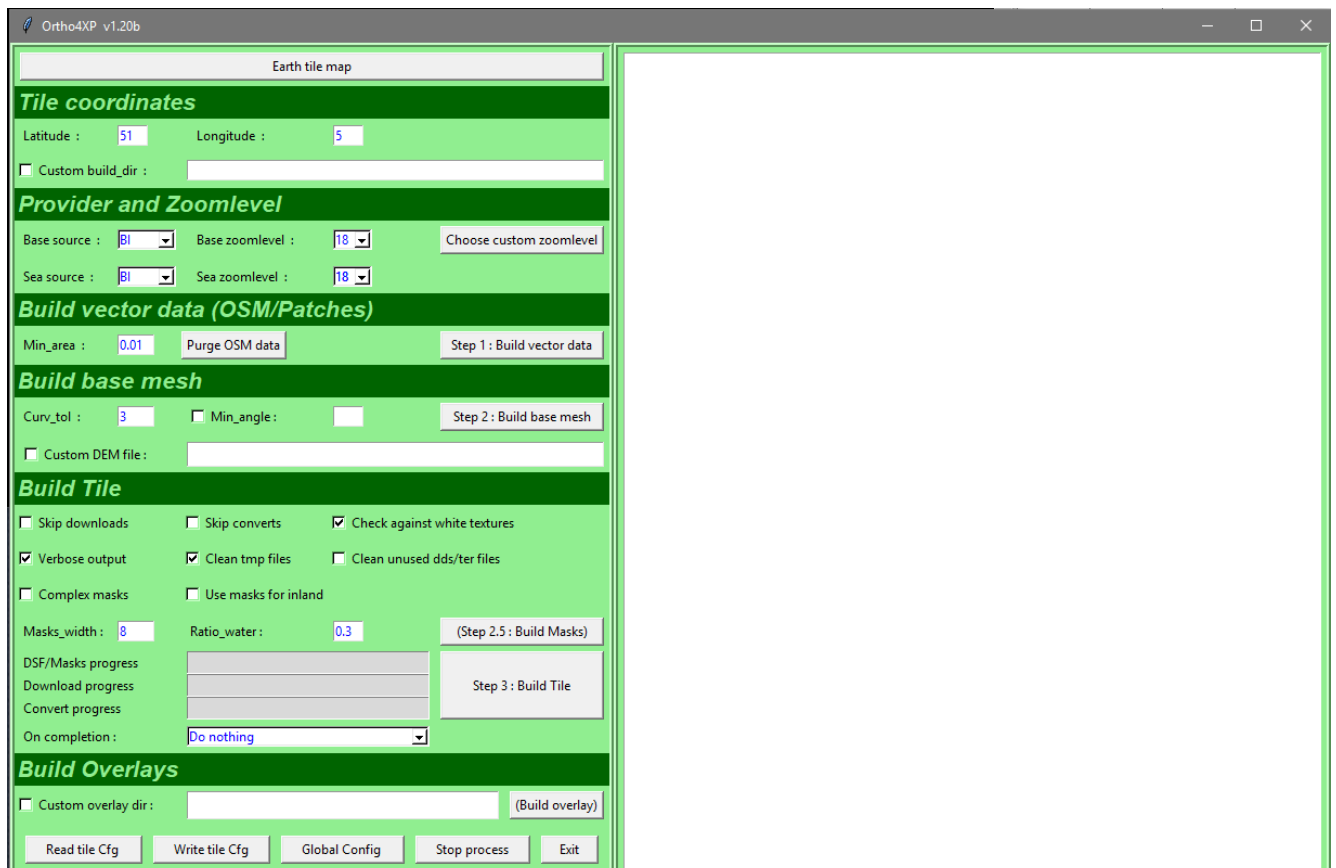 Ortho4XP v1.20b
Earth tile map
Tile coordinates
Latitude : 51 Longitude : 5
Custom build_dir :
Provider and Zoomlevel
Base source : BI Base zoomlevel : 18 Choose custom zoomlevel
Sea source : BI Sea zoomlevel : 18
Build vector data (OSM/Patches)
Min_area : 0.01 Purge OSM data Step 1 : Build vector data
Build base mesh
Curv_tol : 3 Min_angle : Step 2 : Build base mesh
Custom DEM file :
Build Tile
Skip downloads Skip converts Check against white textures
Verbose output Clean tmp files Clean unused dds/ter files
Complex masks Use masks for inland
Masks_width : 8 Ratio_water : 0.3 (Step 2.5 : Build Masks)
DSF/Masks progress
Download progress Step 3 : Build Tile
Convert progress
On completion : Do nothing
Build Overlays
Custom overlay dir : (Build overlay)
Read tile Cfg Write tile Cfg Global Config Stop process Exit